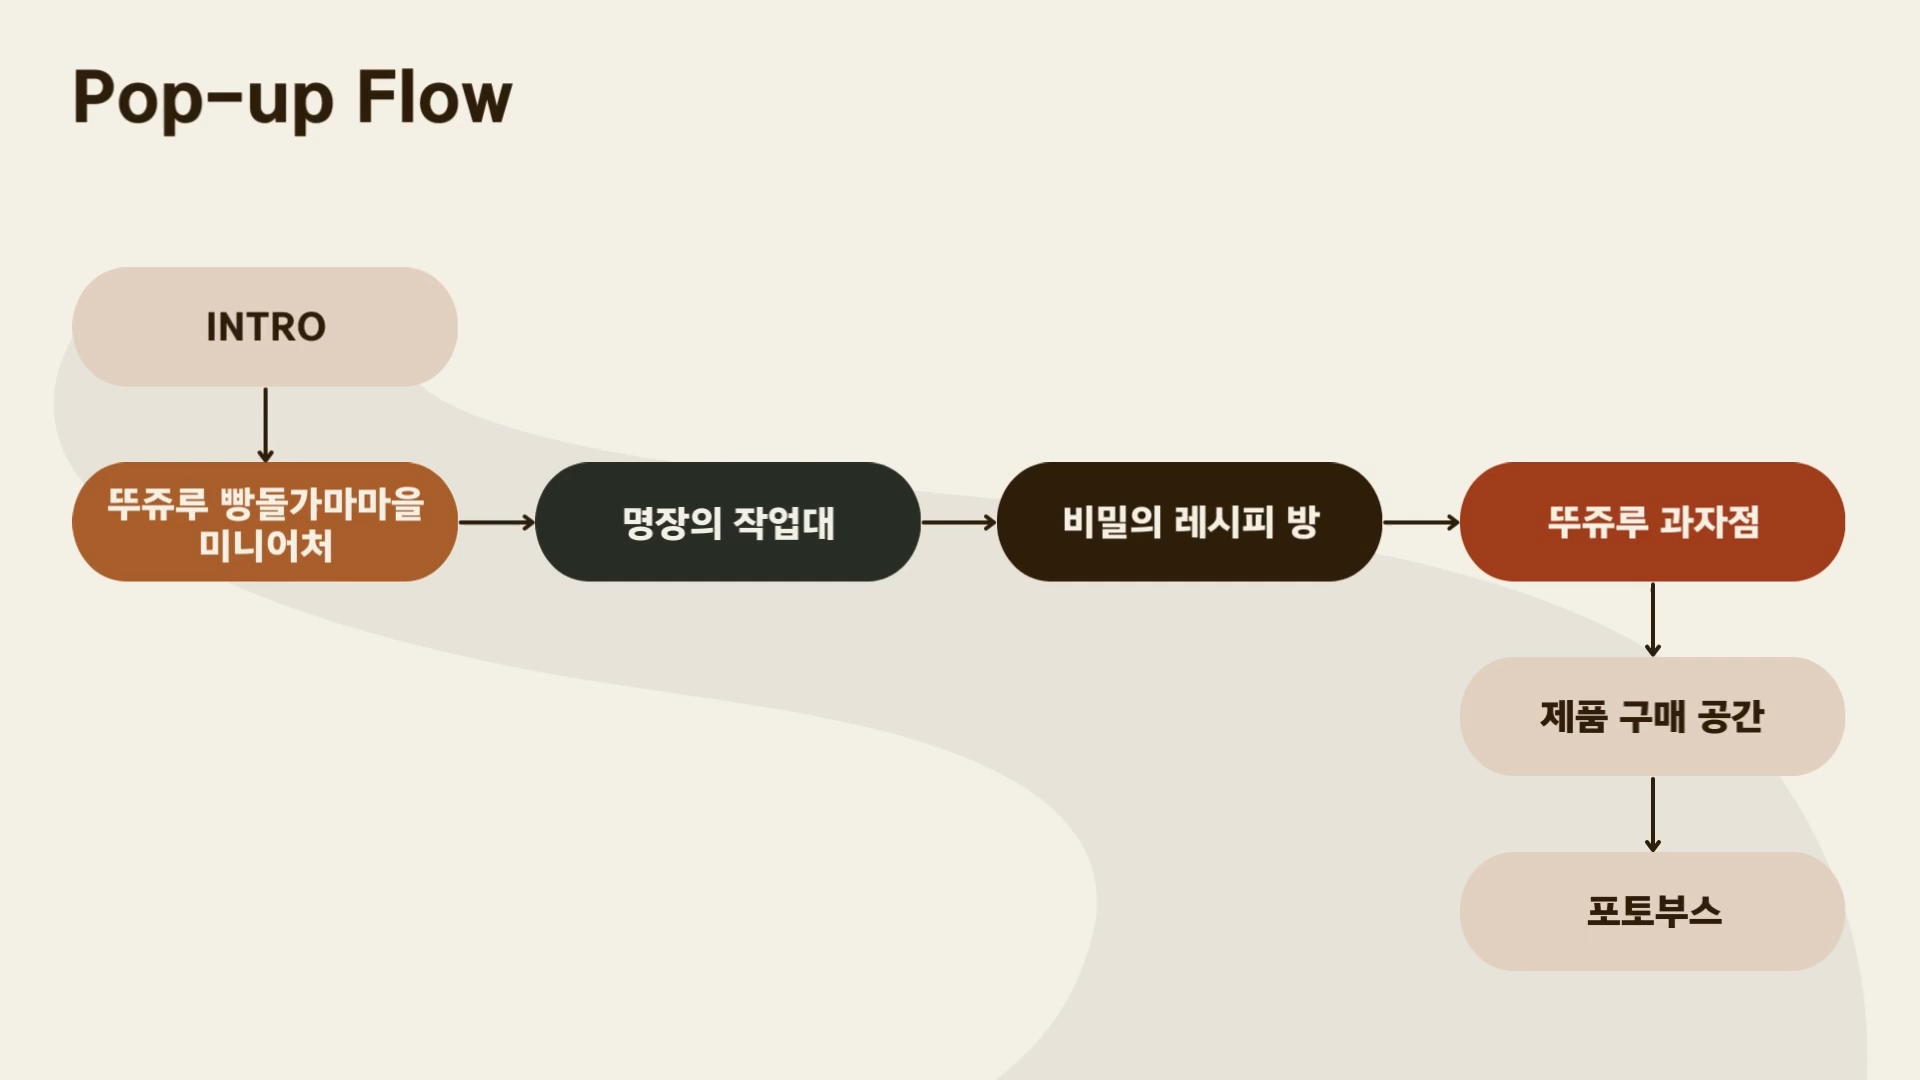 Pop-up Flow
INTRO
뚜쥬루 빵돌가마마을
미니어처
명장의 작업대
비밀의 레시피 방
뚜쥬루 과자점
제품 구매 공간
포토부스